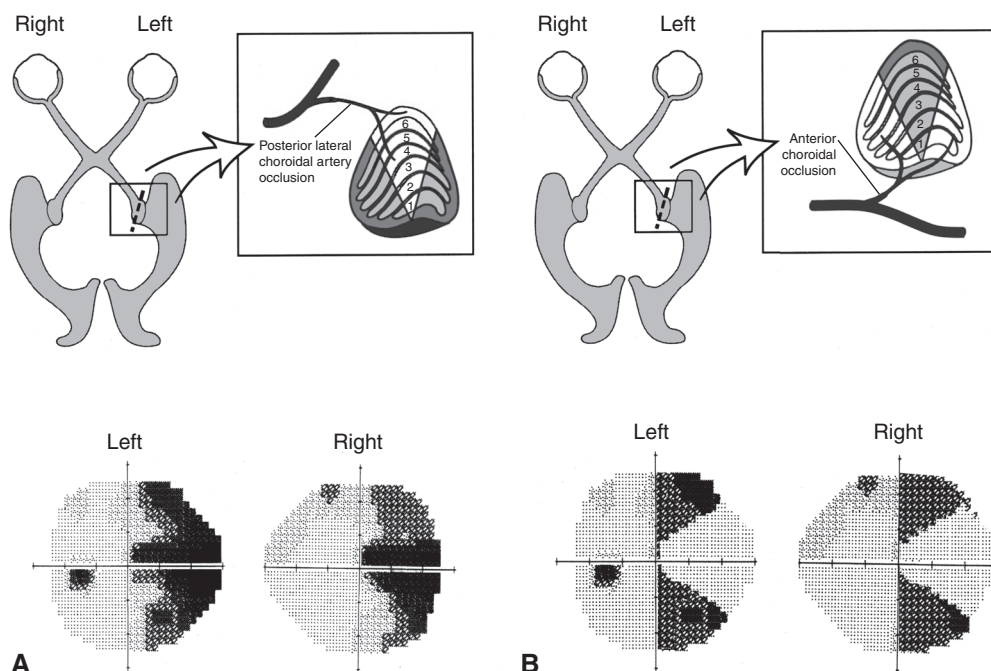 Right Left
Posterior lateral
choroidal artery
occlusion
6
5
4
3
2
1
Left Right
A
Right Left
Anterior
choroidal
occlusion
6
5
4
3
2
1
Left Right
B